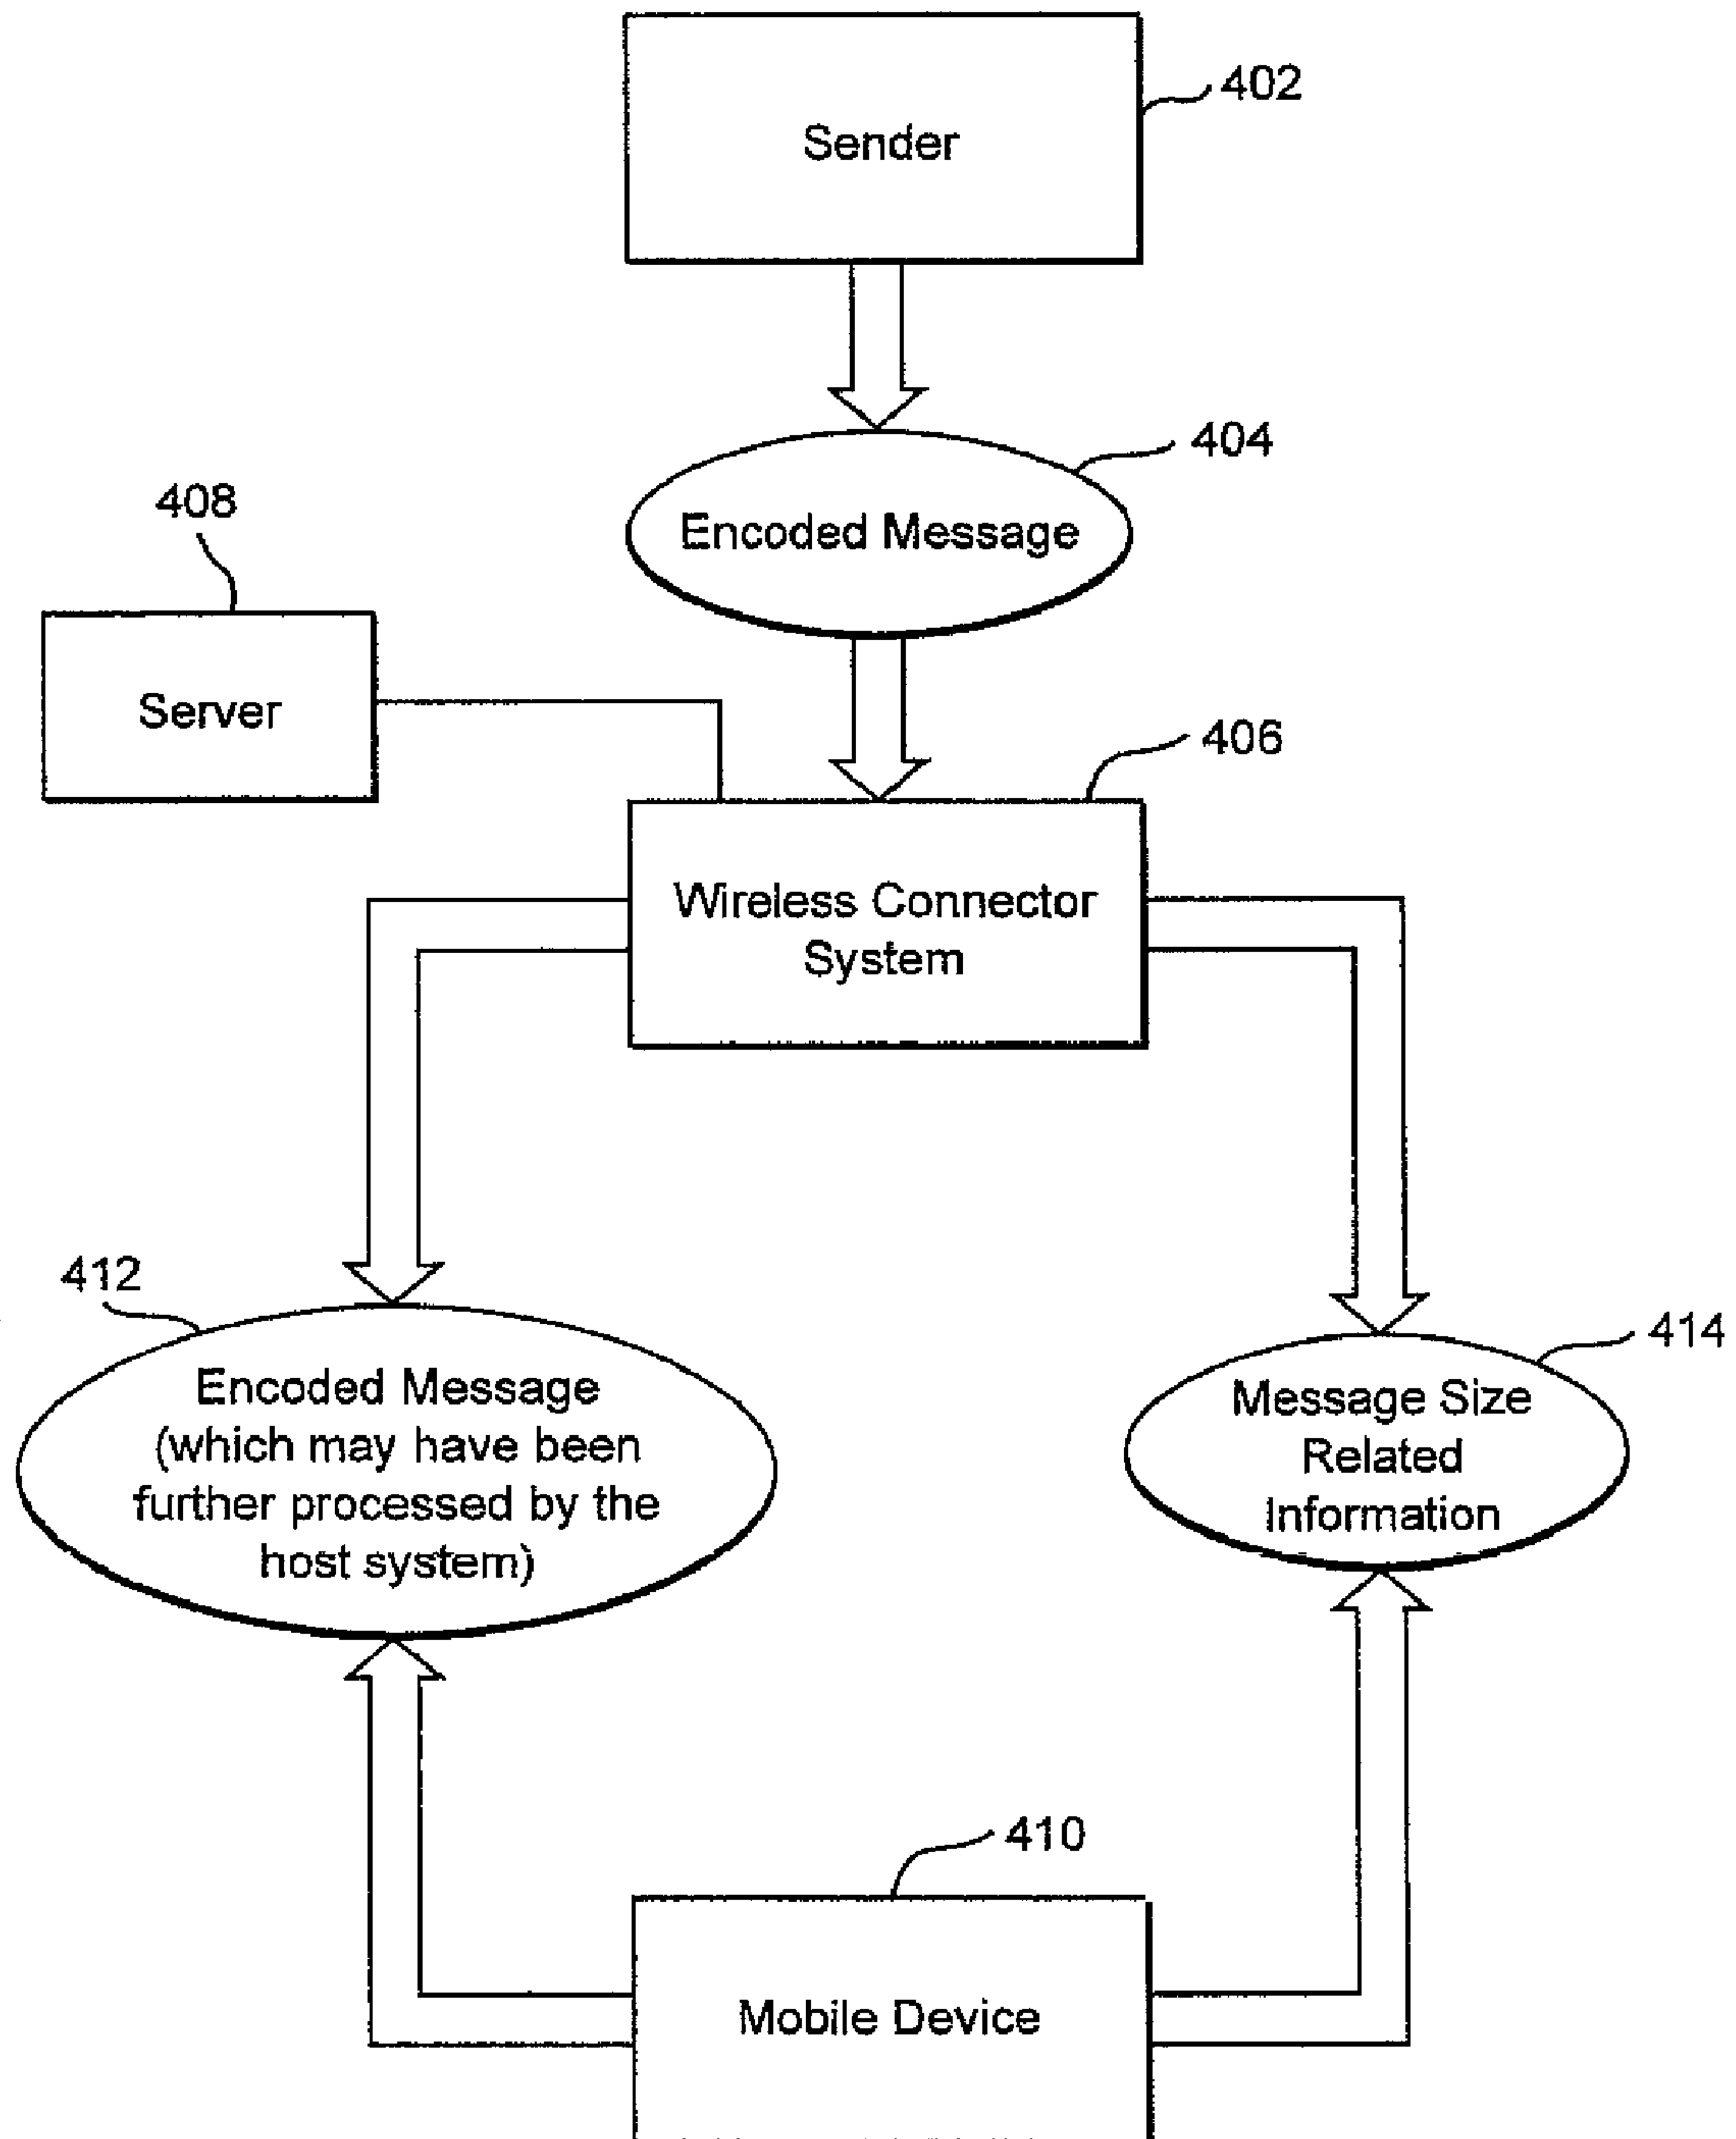 402
Sender
404
Encoded Message
408
Server
406
Wireless Connector
System
412
Encoded Message
(which may have been
further processed by the
host system)
414
Message Size
Related
Information
410
Mobile Device